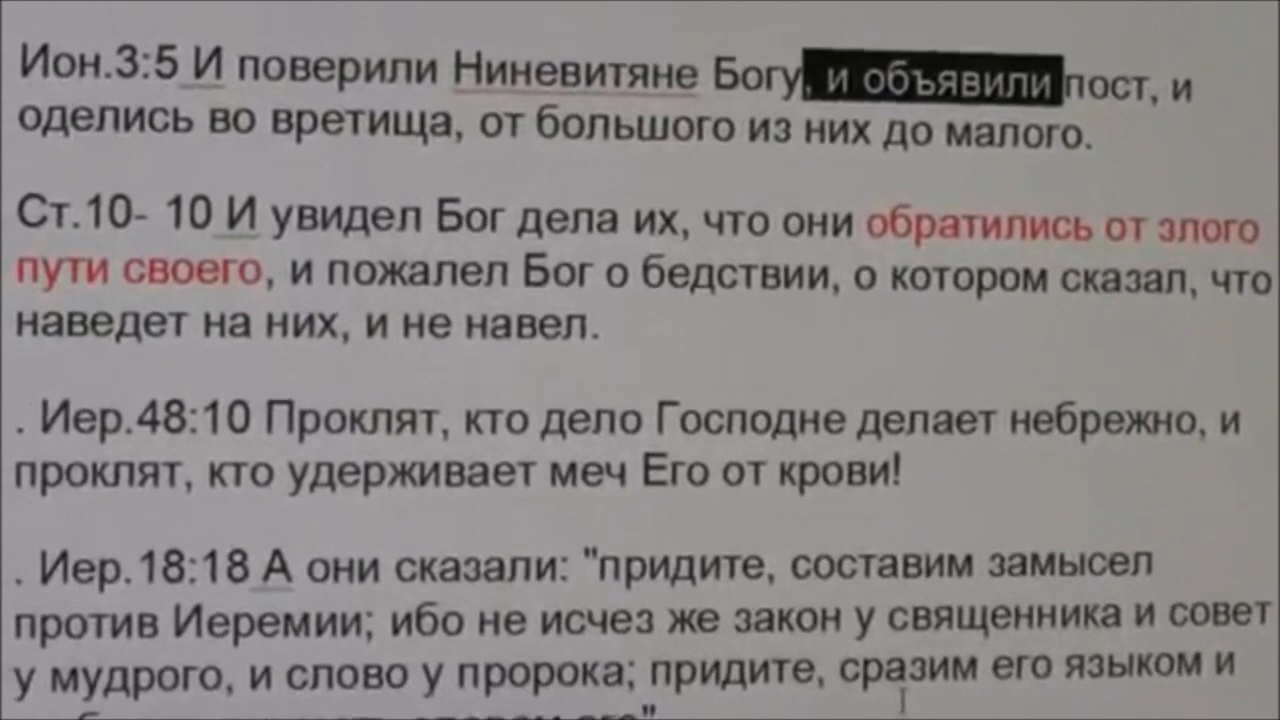 Ион.3:5 И поверили Ниневитяне Богу, и объявили пост, и
оделись во вретища, от большого из них до малого.
Ст.10- 10 И увидел Бог дела их, что они обратились от злого
пути своего, и пожалел Бог о бедствии, о котором сказал, что
наведет на них, и не навел.
. Иер.48:10 Проклят, кто дело Господне делает небрежно, и
проклят, кто удерживает меч Его от крови!
. Иер.18:18 А они сказали: "придите, составим замысел
против Иеремии; ибо не исчез же закон у священника и совет
у мудрого, и слово у пророка; придите, сразим его языком и